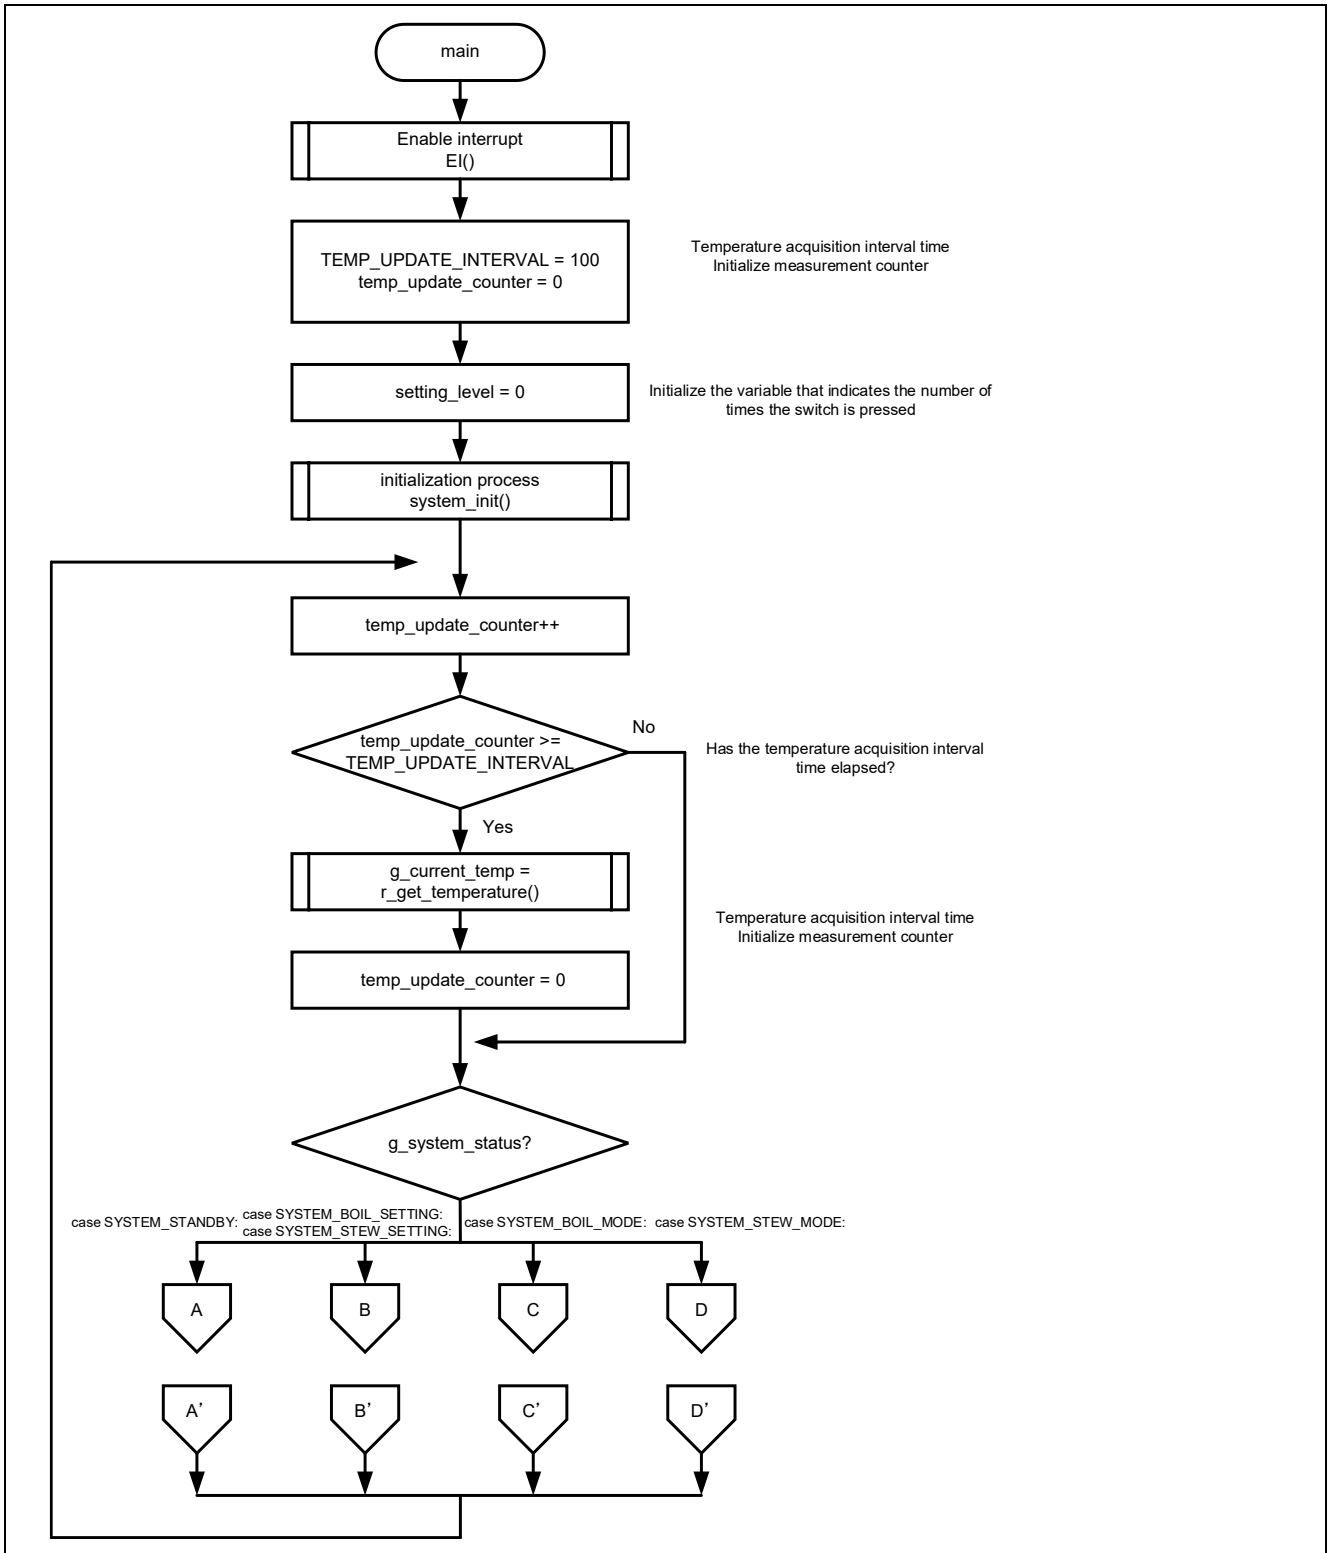 main
Enable interrupt
EI()
TEMP_UPDATE_INTERVAL = 100
temp_update_counter = 0
Temperature acquisition interval time
Initialize measurement counter
setting_level = 0
Initialize the variable that indicates the number of
times the switch is pressed
initialization process
system_init()
temp_update_counter++
temp_update_counter >=
TEMP_UPDATE_INTERVAL
No
Has the temperature acquisition interval
time elapsed?
Yes
g_current_temp =
r_get_temperature()
Temperature acquisition interval time
Initialize measurement counter
temp_update_counter = 0
g_system_status?
case SYSTEM_STANDBY:
case SYSTEM_BOIL_SETTING:
case SYSTEM_STEW_SETTING:
case SYSTEM_BOIL_MODE:
case SYSTEM_STEW_MODE:
A
B
C
D
A’
B’
C’
D’